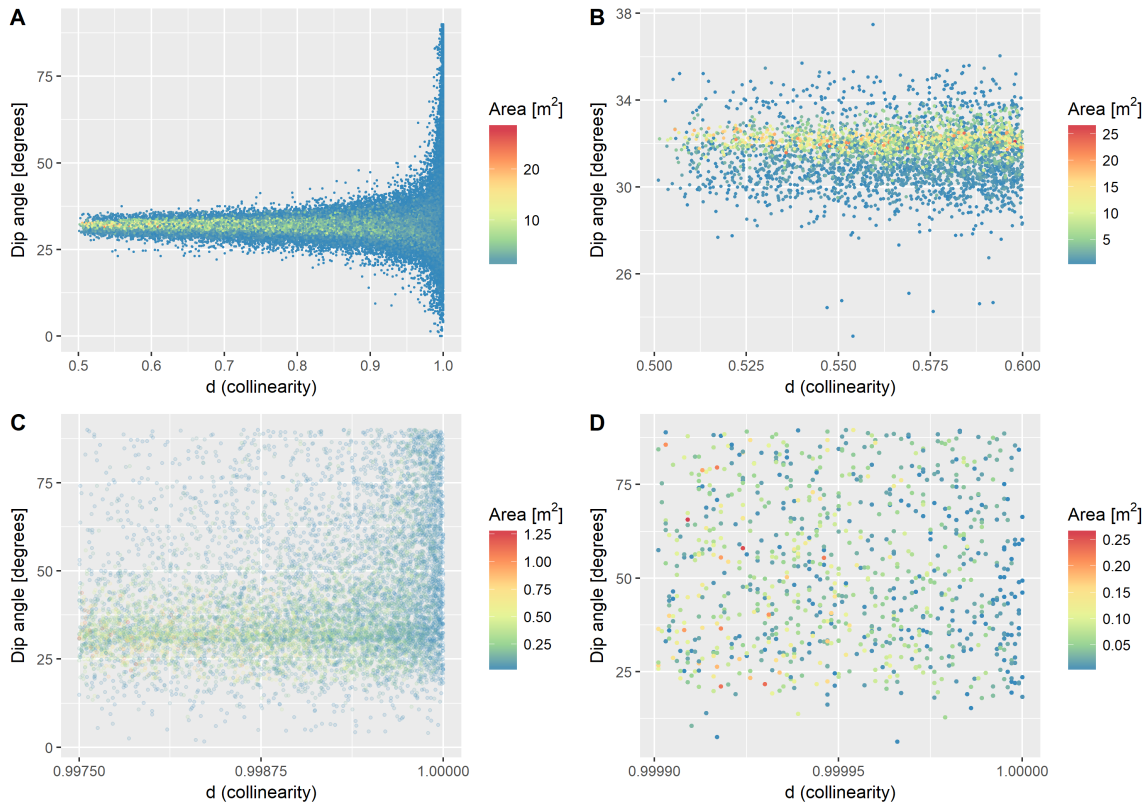 A
Dip angle [degrees]
75
50
25
0
0.5 0.6 0.7 0.8 0.9 1.0
d (collinearity)
Area [m²]
20
10
B
Dip angle [degrees]
38
34
30
26
0.500 0.525 0.550 0.575 0.600
d (collinearity)
Area [m²]
25
20
15
10
5
C
Dip angle [degrees]
75
50
25
0
0.99750 0.99875 1.00000
d (collinearity)
Area [m²]
1.25
1.00
0.75
0.50
0.25
D
Dip angle [degrees]
75
50
25
0.99990 0.99995 1.00000
d (collinearity)
Area [m²]
0.25
0.20
0.15
0.10
0.05